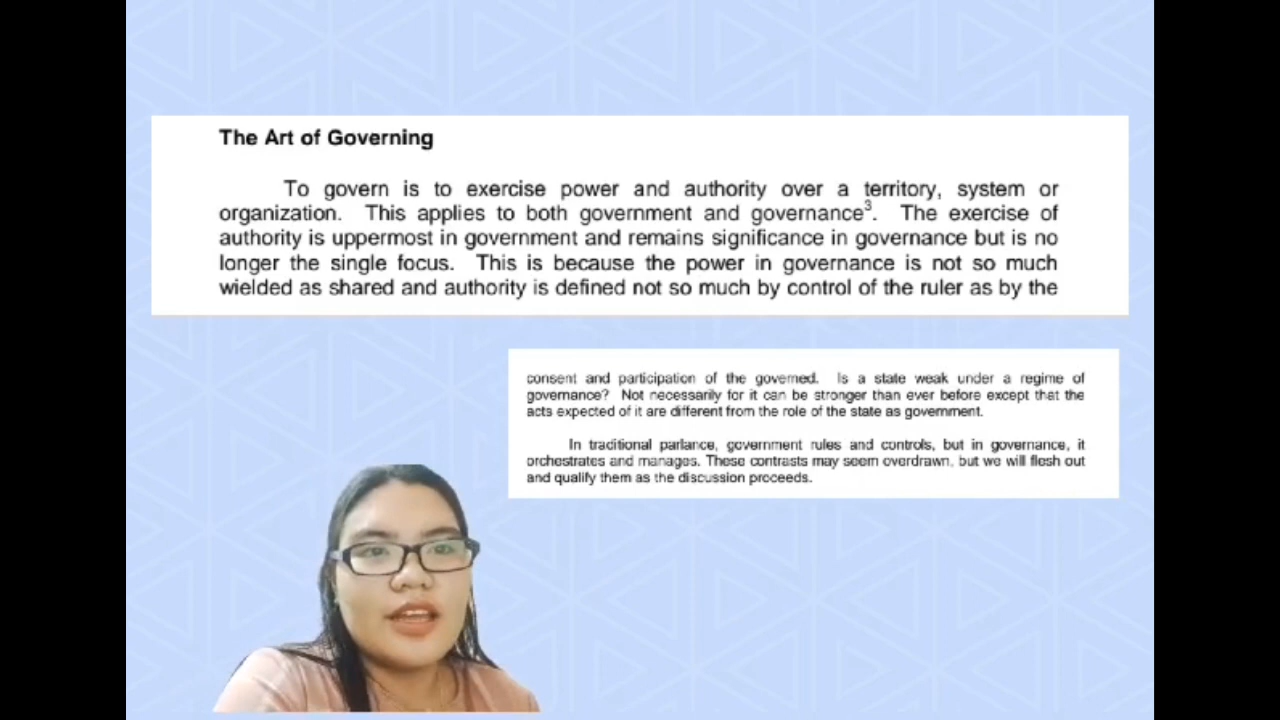 The Art of Governing
To govern is to exercise power and authority over a territory, system or
organization. This applies to both government and governance³. The exercise of
authority is uppermost in government and remains significance in governance but is no
longer the single focus. This is because the power in governance is not so much
wielded as shared and authority is defined not so much by control of the ruler as by the
consent and participation of the governed. Is a state weak under a regime of
governance? Not necessarily for it can be stronger than ever before except that the
acts expected of it are different from the role of the state as government.
In traditional parlance, government rules and controls, but in governance, it
orchestrates and manages. These contrasts may seem overdrawn, but we will flesh out
and qualify them as the discussion proceeds.